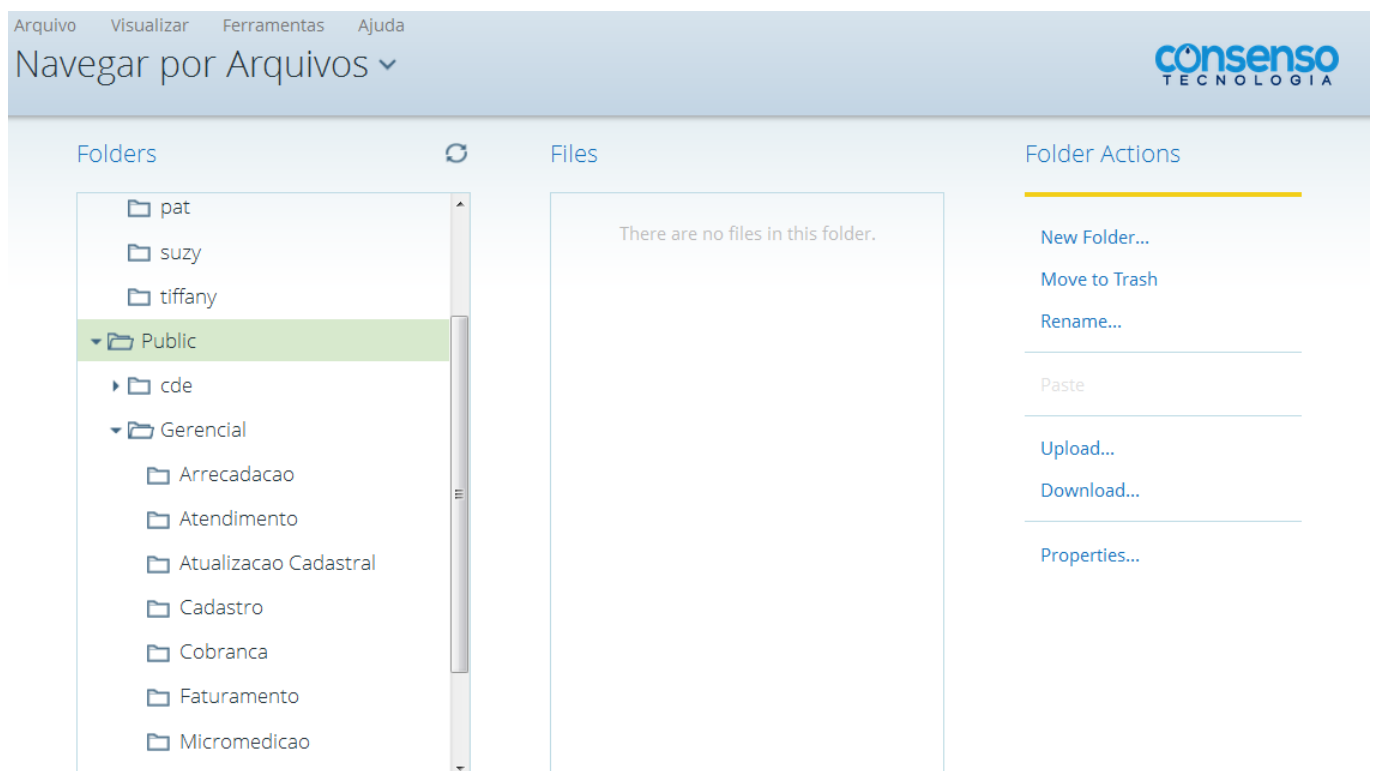 Arquivo Visualizar Ferramentas Ajuda
Navegar por Arquivos
consenso
TECNOLOGIA
Folders
pat
suzy
tiffany
Public
cde
Gerencial
Arrecadacao
Atendimento
Atualizacao Cadastral
Cadastro
Cobranca
Faturamento
Micromedicao
Files
There are no files in this folder.
Folder Actions
New Folder...
Move to Trash
Rename...
Paste
Upload...
Download...
Properties...